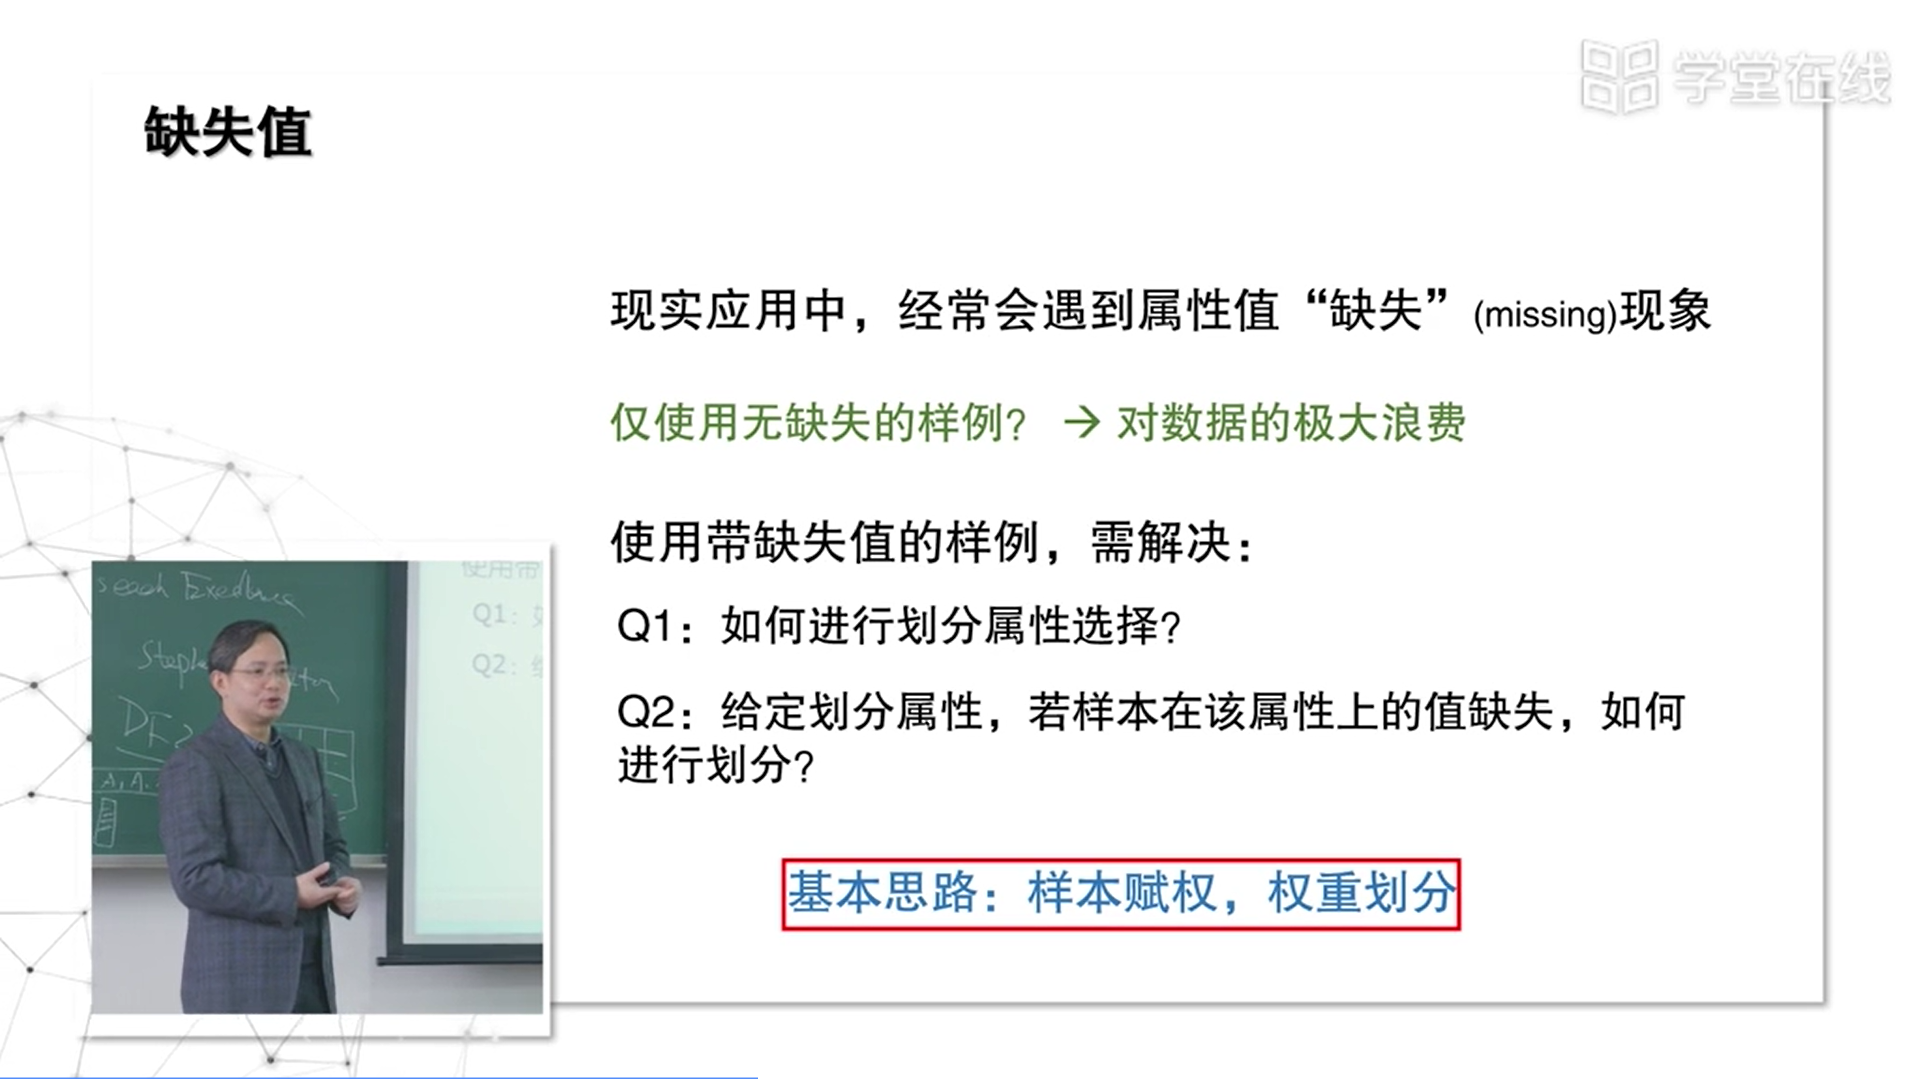 学堂在线
缺失值
现实应用中，经常会遇到属性值“缺失”(missing)现象
仅使用无缺失的样例？ → 对数据的极大浪费
使用带缺失值的样例，需解决：
Q1：如何进行划分属性选择？
Q2：给定划分属性，若样本在该属性上的值缺失，如何
进行划分？
基本思路：样本赋权，权重划分
使用带
Q1：
Q2：